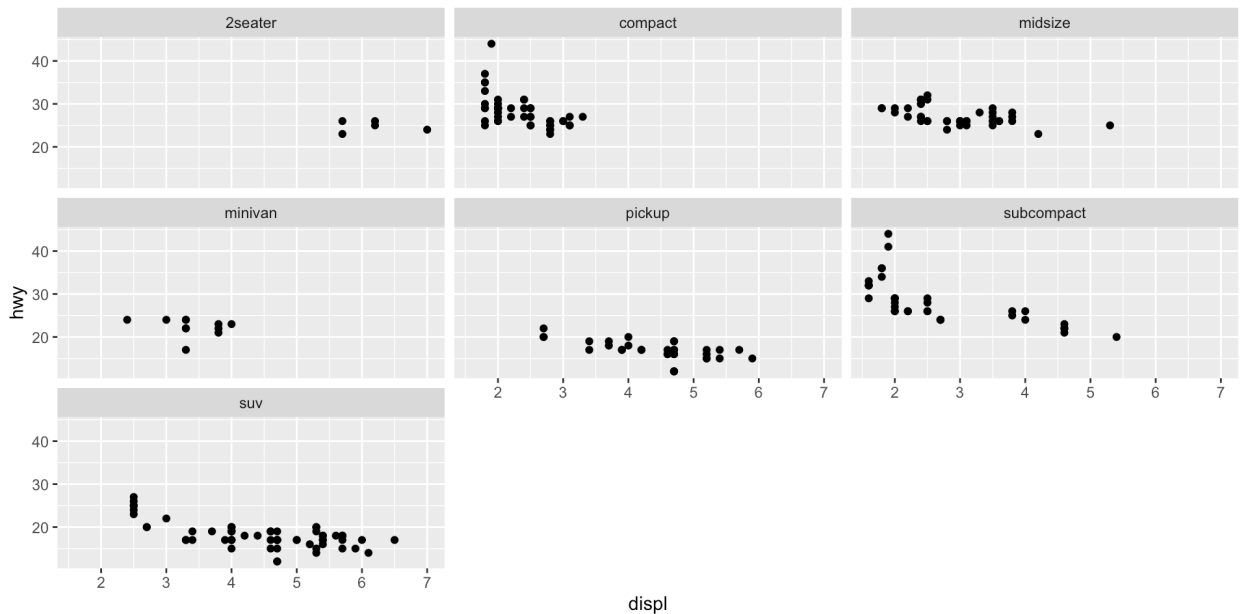 2seater compact midsize
40
30
20
minivan pickup subcompact
40
30
20
hwy
2 3 4 5 6 7 2 3 4 5 6 7
suv
40
30
20
2 3 4 5 6 7
displ